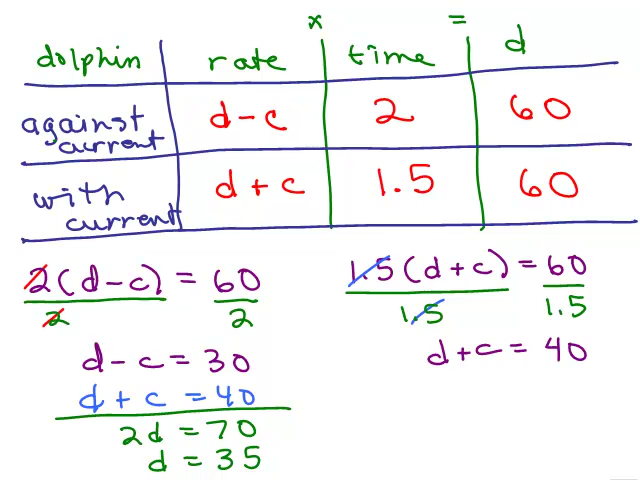 x =
dolphin rate time d
against current d - c 2 60
with current d + c 1.5 60
2(d - c) = 60
2 2
1.5(d + c) = 60
1.5 1.5
d + c = 40
d - c = 30
d + c = 40
2d = 70
d = 35